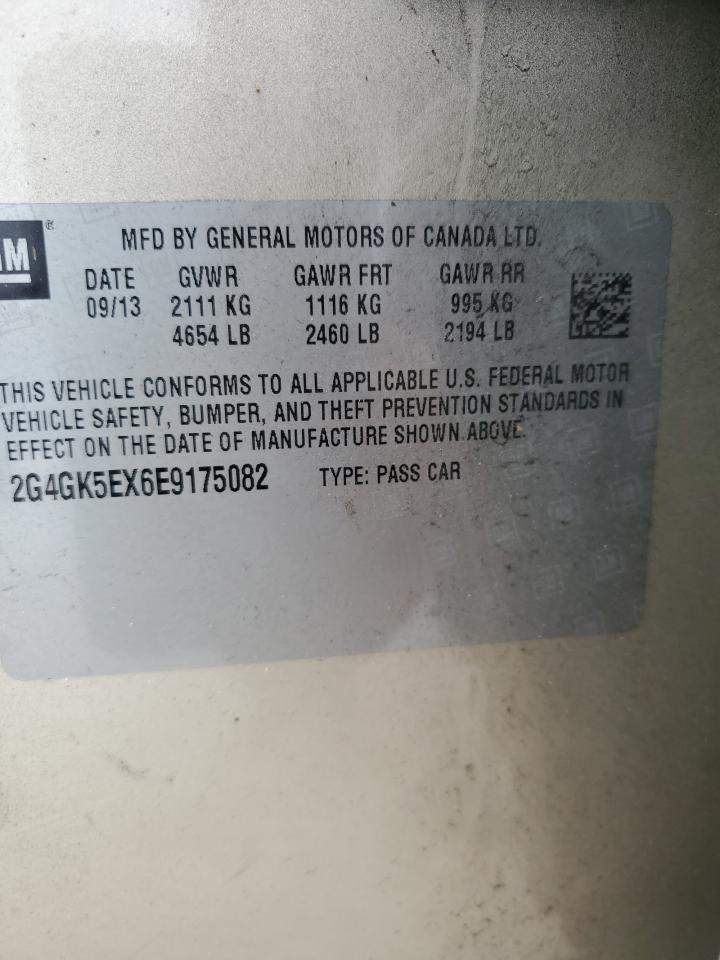 GM®
MFD BY GENERAL MOTORS OF CANADA LTD.
DATE GVWR GAWR FRT GAWR RR
09/13 2111 KG 1116 KG 995 KG
4654 LB 2460 LB 2194 LB
THIS VEHICLE CONFORMS TO ALL APPLICABLE U.S. FEDERAL MOTOR
VEHICLE SAFETY, BUMPER, AND THEFT PREVENTION STANDARDS IN
EFFECT ON THE DATE OF MANUFACTURE SHOWN ABOVE.
2G4GK5EX6E9175082 TYPE: PASS CAR